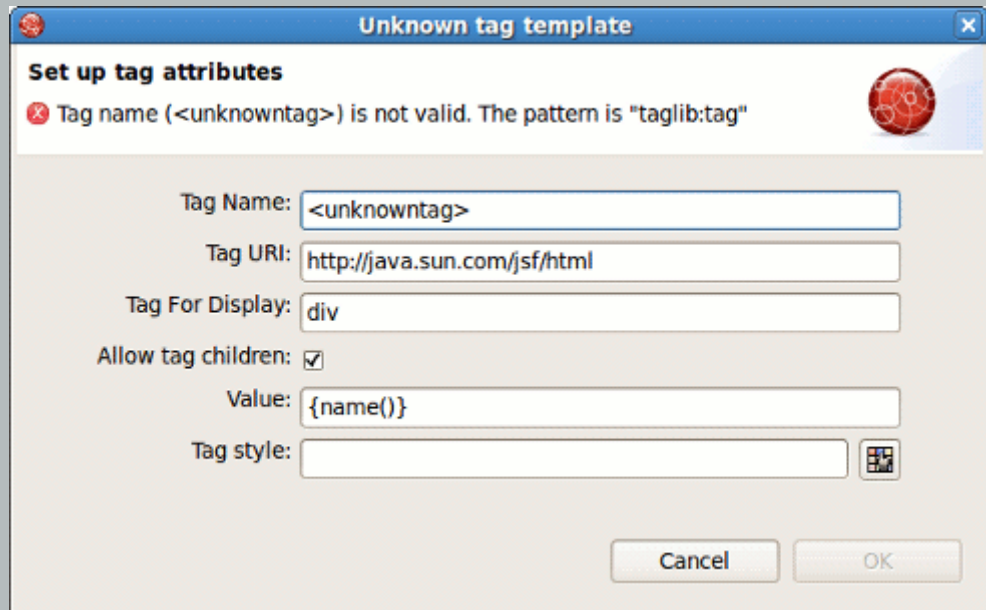 Unknown tag template
Set up tag attributes
Tag name (<unknowntag>) is not valid. The pattern is "taglib:tag"
Tag Name: <unknowntag>
Tag URI: http://java.sun.com/jsf/html
Tag For Display: div
Allow tag children:
Value: {name()}
Tag style:
Cancel OK